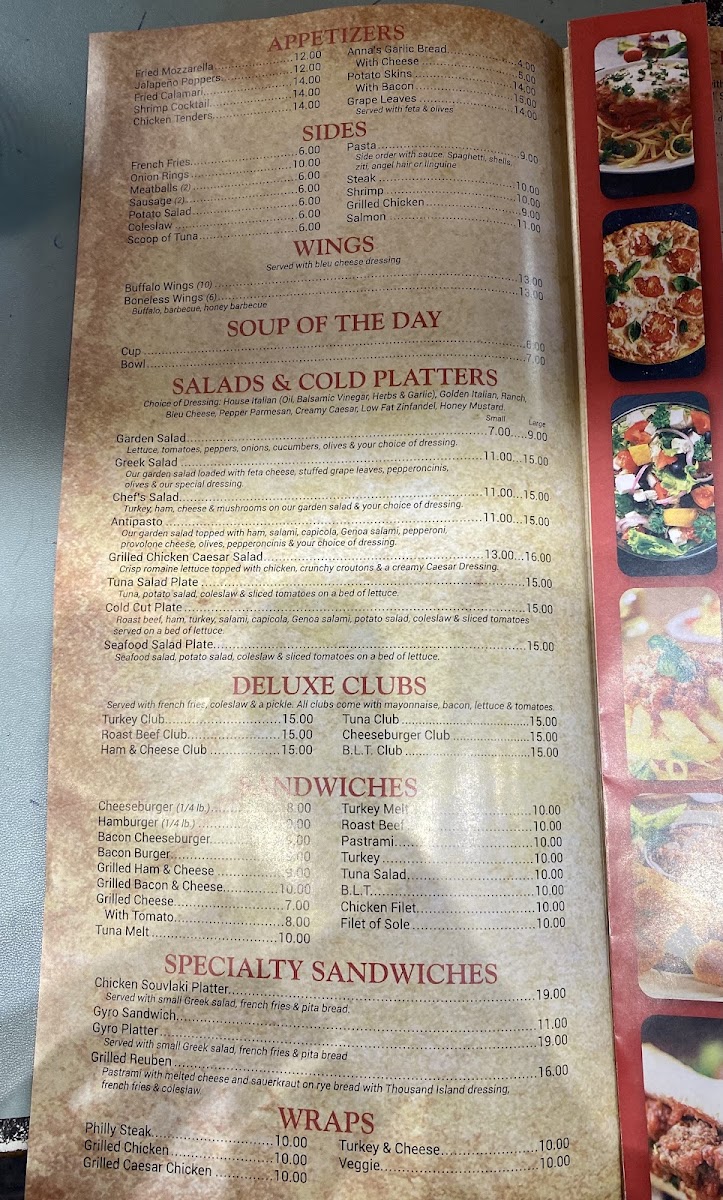 APPETIZERS
Fried Mozzarella 12.00
Jalapeño Poppers 12.00
Fried Calamari 14.00
Shrimp Cocktail 14.00
Chicken Tenders 14.00
Anna's Garlic Bread 4.00
With Cheese 5.00
Potato Skins 14.00
With Bacon 15.00
Grape Leaves 14.00
Served with feta & olives
SIDES
French Fries 6.00
Onion Rings 10.00
Meatballs (2) 6.00
Sausage (2) 6.00
Potato Salad 6.00
Coleslaw 6.00
Scoop of Tuna 6.00
Pasta 9.00
Side order with sauce. Spaghetti, shells,
ziti, angel hair or linguine
Steak 10.00
Shrimp 10.00
Grilled Chicken 9.00
Salmon 11.00
WINGS
Served with bleu cheese dressing
Buffalo Wings (10) 13.00
Boneless Wings (6) 13.00
Buffalo, barbecue, honey barbecue
SOUP OF THE DAY
Cup 6.00
Bowl 7.00
SALADS & COLD PLATTERS
Choice of Dressing: House Italian (Oil, Balsamic Vinegar, Herbs & Garlic), Golden Italian, Ranch,
Bleu Cheese, Pepper Parmesan, Creamy Caesar, Low Fat Zinfandel, Honey Mustard.
Small Large
Garden Salad 7.00.....9.00
Lettuce, tomatoes, peppers, onions, cucumbers, olives & your choice of dressing.
Greek Salad 11.00...15.00
Our garden salad loaded with feta cheese, stuffed grape leaves, pepperoncinis,
olives & our special dressing.
Chef's Salad 11.00...15.00
Turkey, ham, cheese & mushrooms on our garden salad & your choice of dressing.
Antipasto 11.00...15.00
Our garden salad topped with ham, salami, capicola, Genoa salami, pepperoni,
provolone cheese, olives, pepperoncinis & your choice of dressing.
Grilled Chicken Caesar Salad 13.00...16.00
Crisp romaine lettuce topped with chicken, crunchy croutons & a creamy Caesar Dressing.
Tuna Salad Plate 15.00
Tuna, potato salad, coleslaw & sliced tomatoes on a bed of lettuce.
Cold Cut Plate 15.00
Roast beef, ham, turkey, salami, capicola, Genoa salami, potato salad, coleslaw & sliced tomatoes
served on a bed of lettuce.
Seafood Salad Plate 15.00
Seafood salad, potato salad, coleslaw & sliced tomatoes on a bed of lettuce.
DELUXE CLUBS
Served with french fries, coleslaw & a pickle. All clubs come with mayonnaise, bacon, lettuce & tomatoes.
Turkey Club 15.00
Roast Beef Club 15.00
Ham & Cheese Club 15.00
Tuna Club 15.00
Cheeseburger Club 15.00
B.L.T. Club 15.00
SANDWICHES
Cheeseburger (1/4 lb.) 8.00
Hamburger (1/4 lb.)
Bacon Cheeseburger
Bacon Burger
Grilled Ham & Cheese 9.00
Grilled Bacon & Cheese 10.00
Grilled Cheese 7.00
With Tomato 8.00
Tuna Melt 10.00
Turkey Melt 10.00
Roast Beef 10.00
Pastrami 10.00
Turkey 10.00
Tuna Salad 10.00
B.L.T. 10.00
Chicken Filet 10.00
Filet of Sole 10.00
SPECIALTY SANDWICHES
Chicken Souvlaki Platter 19.00
Served with small Greek salad, french fries & pita bread.
Gyro Sandwich 11.00
Gyro Platter 19.00
Served with small Greek salad, french fries & pita bread
Grilled Reuben 16.00
Pastrami with melted cheese and sauerkraut on rye bread with Thousand Island dressing,
french fries & coleslaw.
WRAPS
Philly Steak 10.00
Grilled Chicken 10.00
Grilled Caesar Chicken 10.00
Turkey & Cheese 10.00
Veggie 10.00